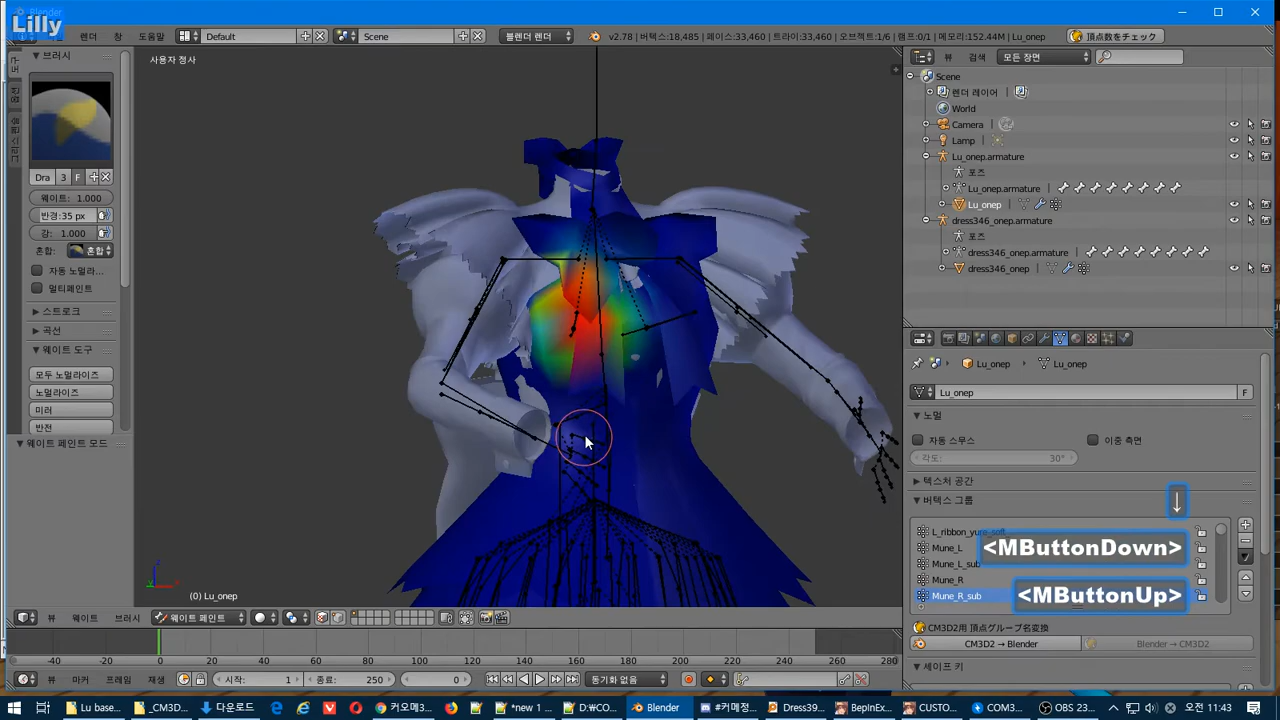 Blender
Lilly
렌더 창 도움말 Default Scene 블렌더 렌더 v2.78 | 버텍스:18,485 | 페이스:33,460 | 트라이:33,460 | 오브젝트:1/6 | 램프:0/1 | 메모리:152.44M | Lu_onep 頂点数をチェック
브러시
사용자 정사
뷰 검색 모든 장면
Scene
렌더 레이어
World
Camera
Lamp
Lu_onep.armature
포즈
Lu_onep.armature
Lu_onep
dress346_onep.armature
포즈
dress346_onep.armature
dress346_onep
Dra 3 F
웨이트: 1.000
반경:35 px
강: 1.000
혼합: 혼합
자동 노멀라...
멀티페인트
스트로크
곡선
웨이트 도구
모두 노멀라이즈
노멀라이즈
미러
반전
웨이트 페인트 모드
Lu_onep Lu_onep
Lu_onep F
노멀
자동 스무스 이중 측면
각도: 30°
텍스처 공간
버텍스 그룹
↓
L_ribbon_yure_soft
Mune_L
<MButtonDown>
Mune_L_sub
Mune_R
Mune_R_sub
<MButtonUp>
CM3D2用 頂点グループ名変換
CM3D2 → Blender Blender → CM3D2
셰이프 키
(0) Lu_onep
뷰 웨이트 브러시 웨이트 페인트
-40 -20 0 20 40 60 80 100 120 140 160 180 200 220 240 260 280
뷰 마커 프레임 재생 시작: 1 종료: 250 0 동기화 없음
Lu base... _CM3D... 다운로드 커오메3... *new 1 ... D:₩CO... Blender #커메정... Dress39... BepInEx... CUSTO... COM3... OBS 23... 오전 11:43